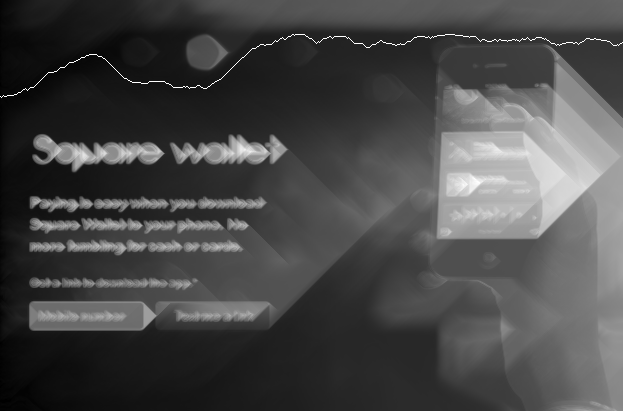 Square wallet
Paying is easy when you download
Square Wallet to your phone. No
more fumbling for cash or cards.
Get a link to download the app.*
Mobile number
Text me a link